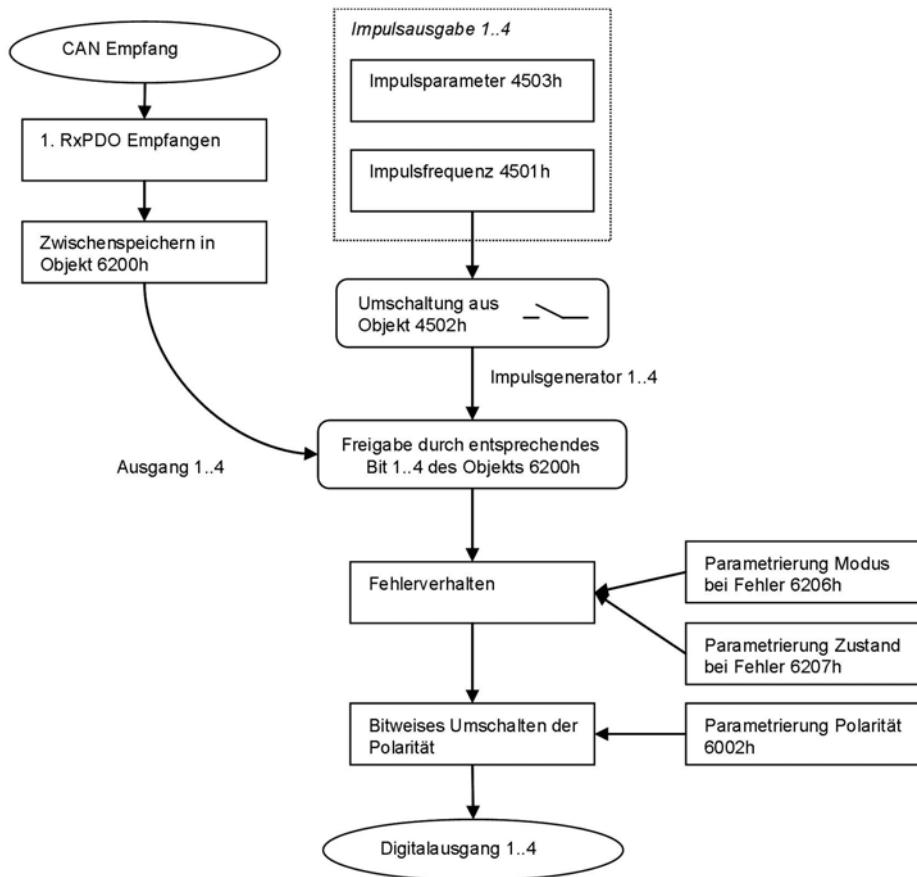 CAN Empfang
1. RxPDO Empfangen
Zwischenspeichern in
Objekt 6200h
Impulsausgabe 1..4
Impulsparameter 4503h
Impulsfrequenz 4501h
Umschaltung aus
Objekt 4502h
Impulsgenerator 1..4
Ausgang 1..4
Freigabe durch entsprechendes
Bit 1..4 des Objekts 6200h
Fehlerverhalten
Parametrierung Modus
bei Fehler 6206h
Parametrierung Zustand
bei Fehler 6207h
Bitweises Umschalten der
Polarität
Parametrierung Polarität
6002h
Digitalausgang 1..4